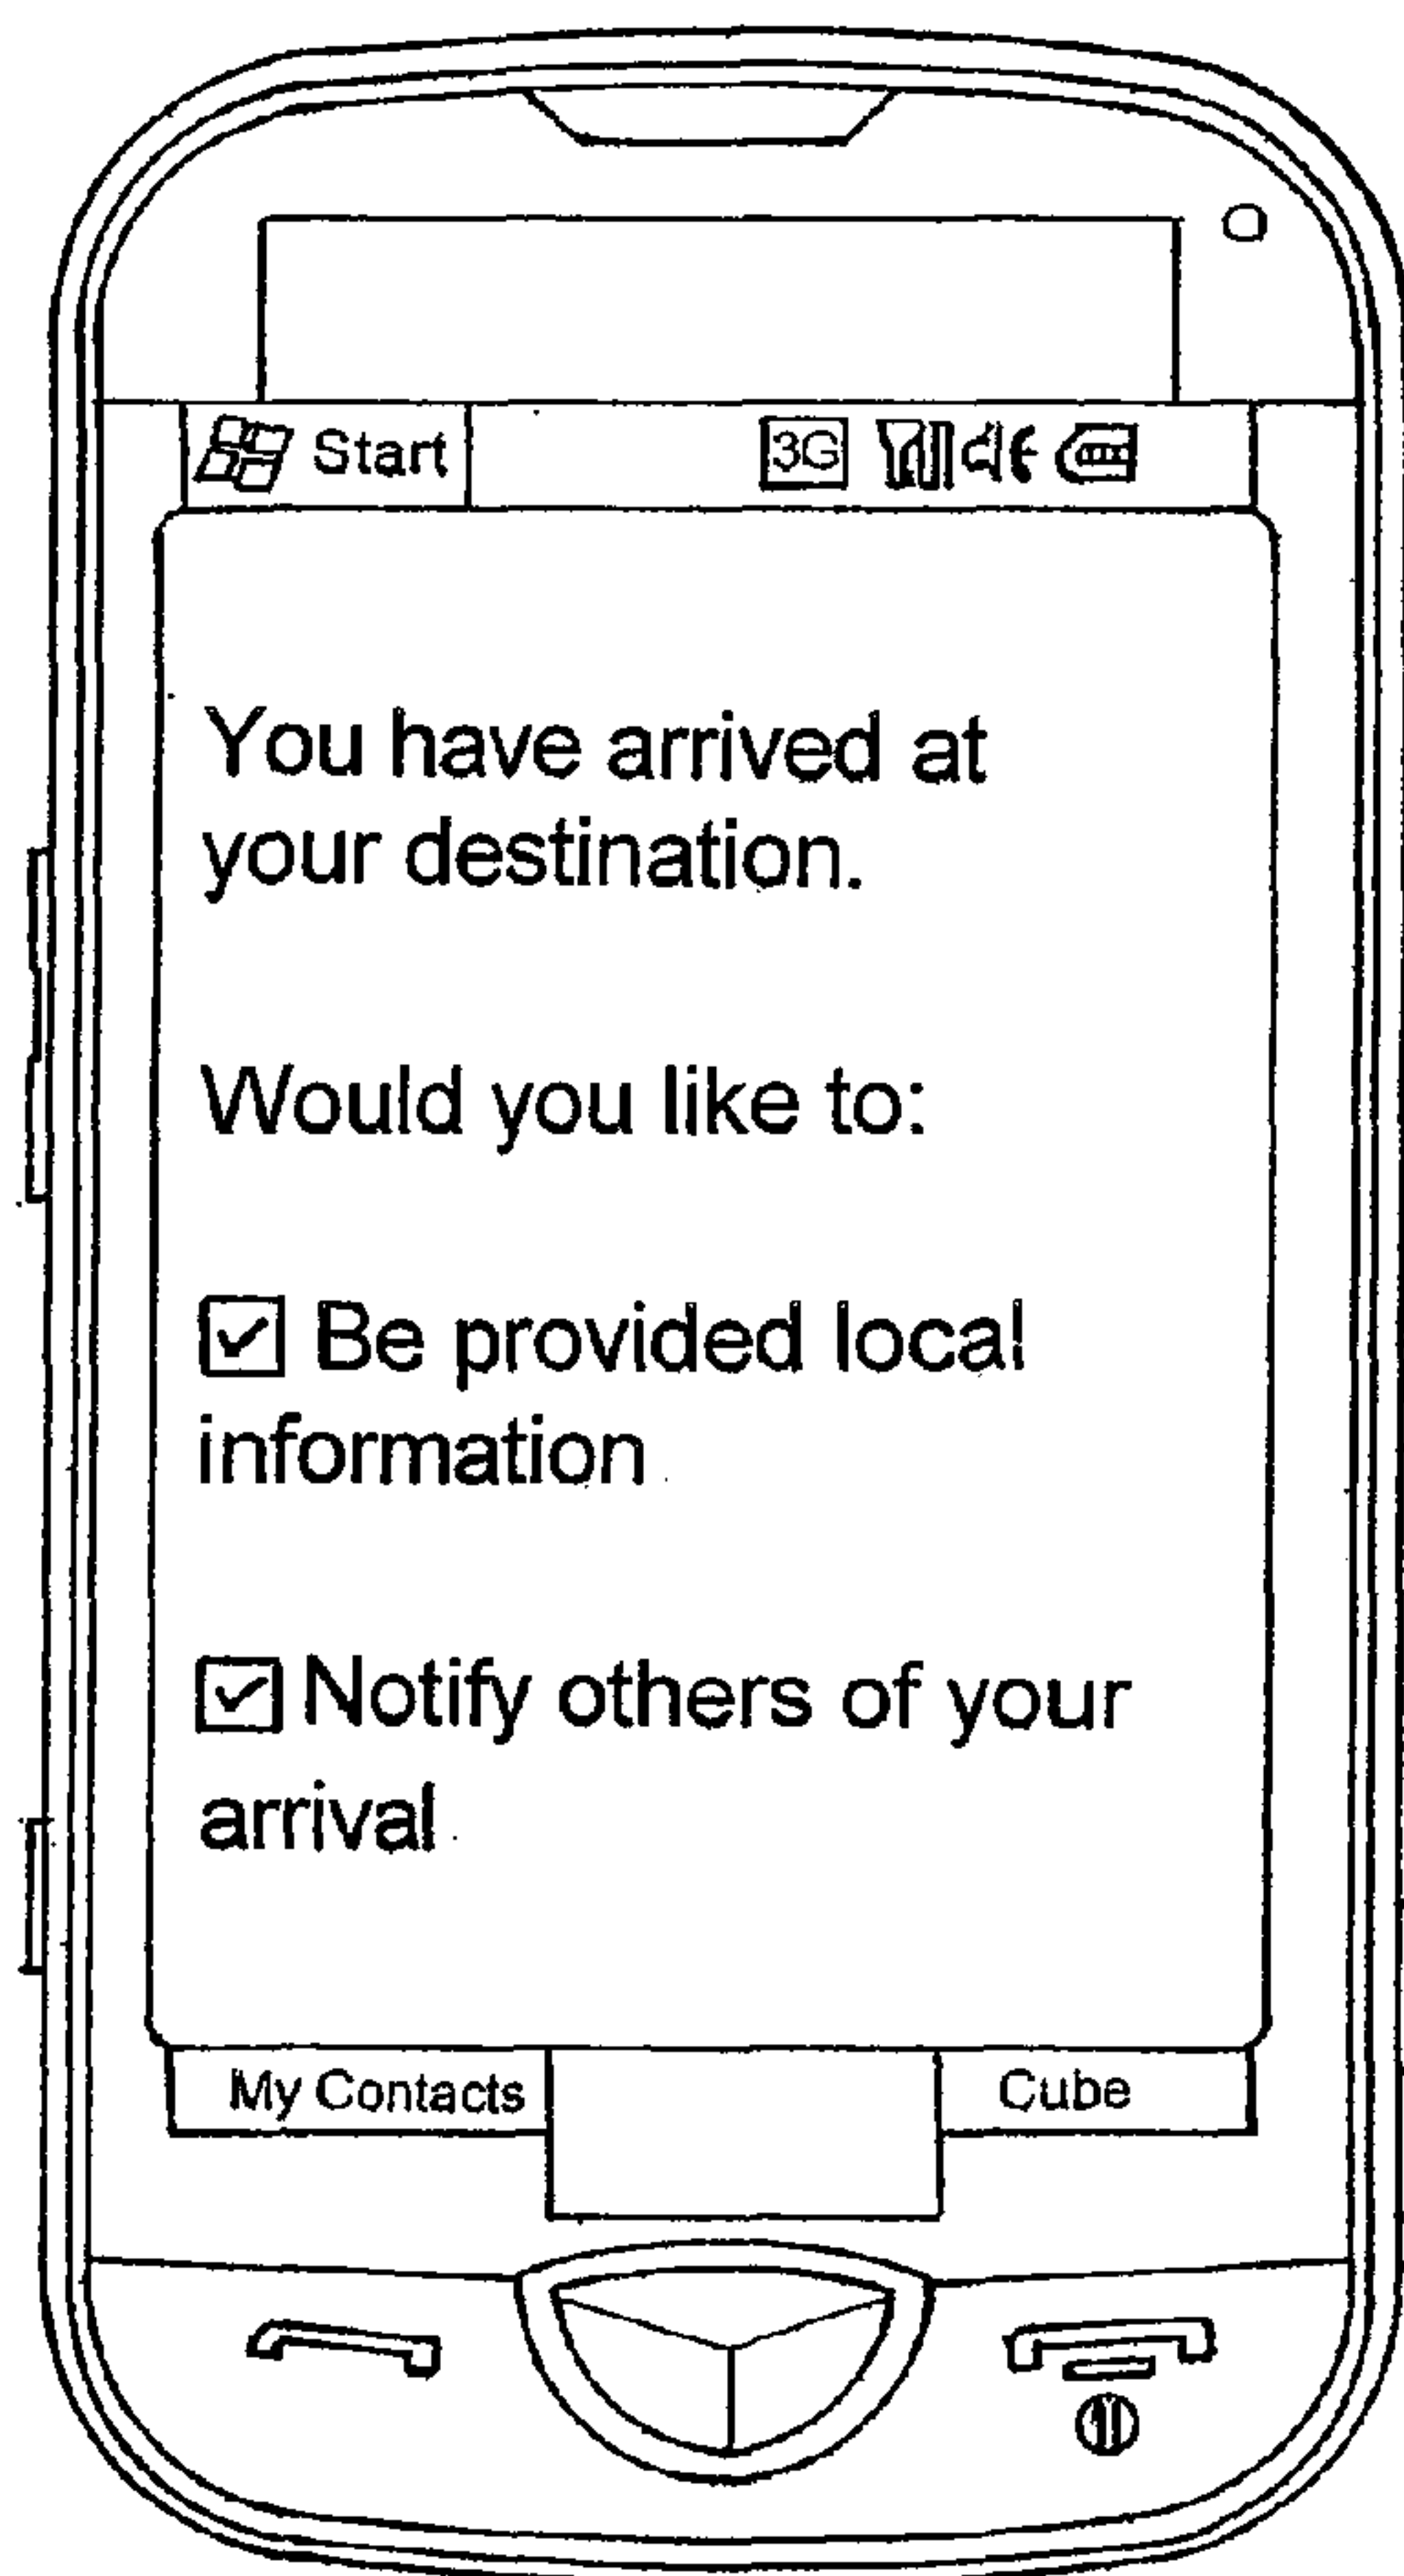 Start 3G
You have arrived at
your destination.
Would you like to:
Be provided local
information
Notify others of your
arrival
My Contacts Cube